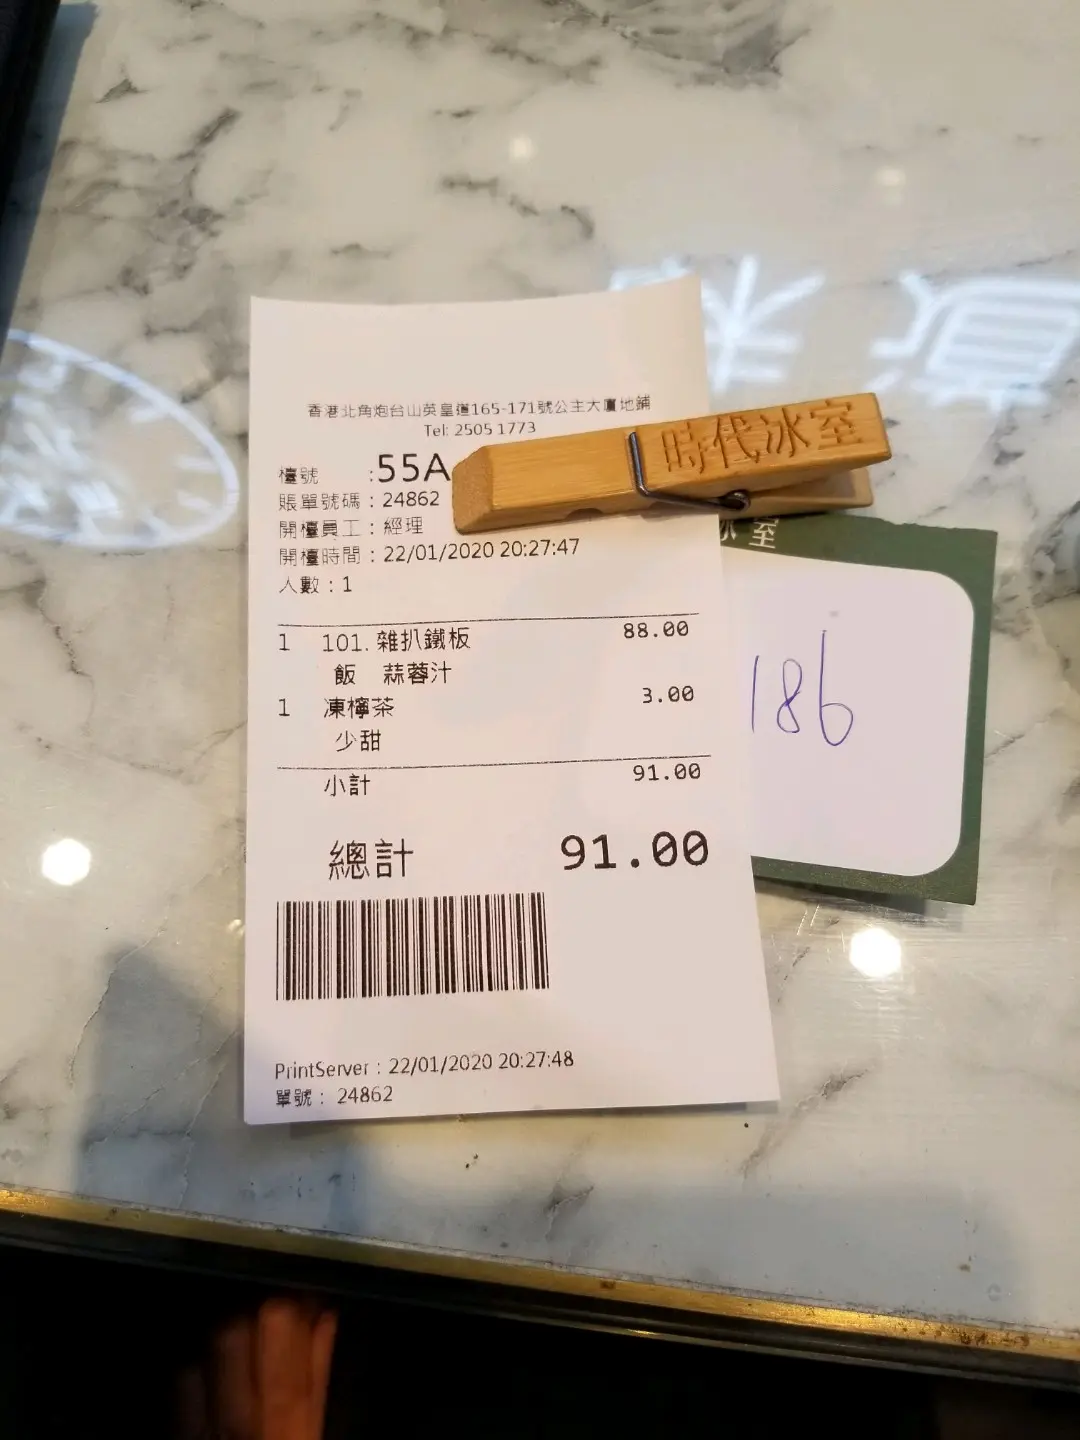 香港北角炮台山英皇道165-171號公主大廈地鋪
Tel: 2505 1773
檯號 :55A
時代冰室
賬單號碼 : 24862
開檯員工 : 經理
開檯時間 : 22/01/2020 20:27:47
人數 : 1
冰室
1 101. 雜扒鐵板 88.00
飯 蒜蓉汁
1 凍檸茶 3.00
少甜
186
小計 91.00
總計 91.00
PrintServer : 22/01/2020 20:27:48
單號 : 24862